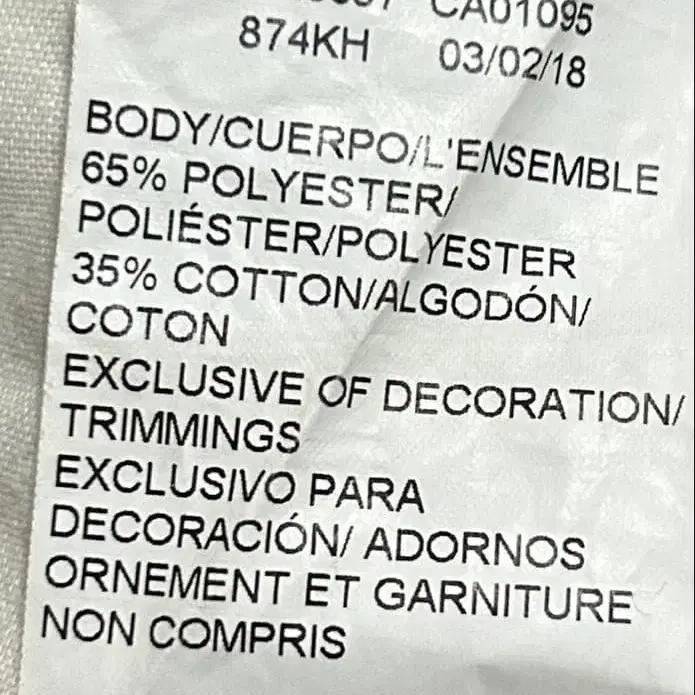 CA01095
874KH 03/02/18
BODY/CUERPO/L'ENSEMBLE
65% POLYESTER/
POLIÉSTER/POLYESTER
35% COTTON/ALGODÓN/
COTON
EXCLUSIVE OF DECORATION/
TRIMMINGS
EXCLUSIVO PARA
DECORACIÓN/ ADORNOS
ORNEMENT ET GARNITURE
NON COMPRIS